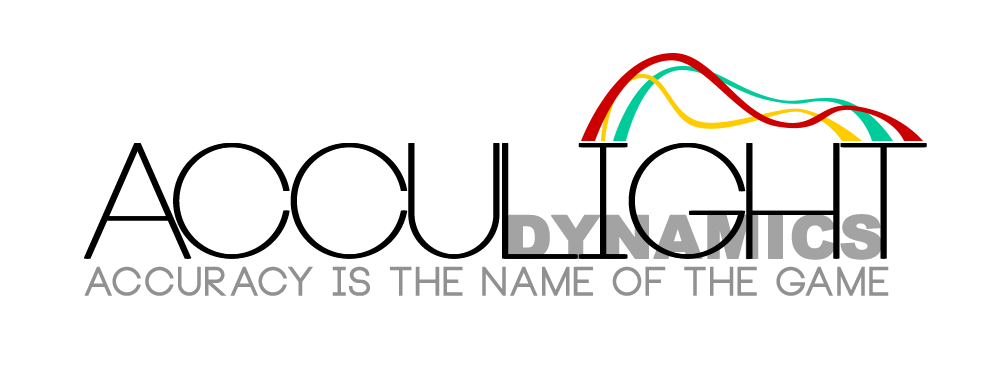 ACCULIGHT
DYNAMICS
ACCURACY IS THE NAME OF THE GAME